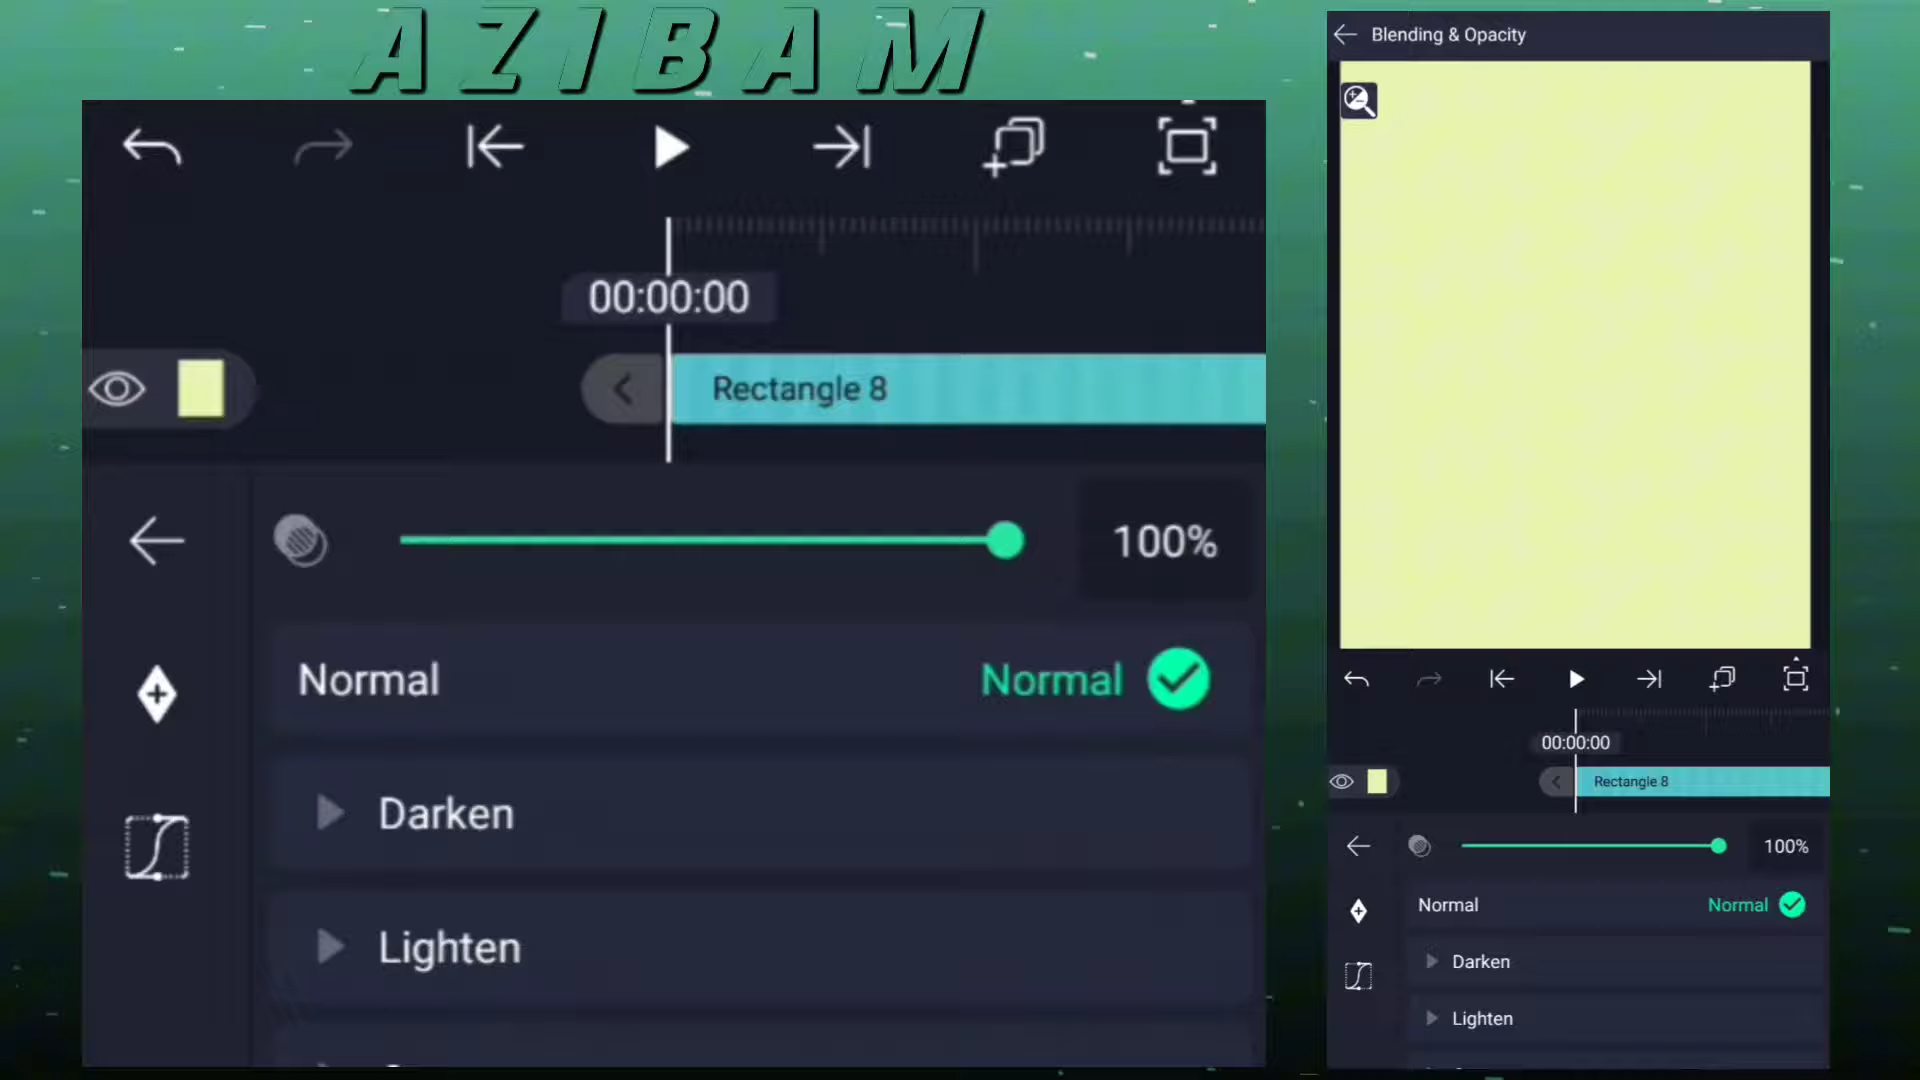 AZIBAM
00:00:00
Rectangle 8
100%
Normal Normal
Darken
Lighten
Blending & Opacity
00:00:00
Rectangle 8
100%
Normal Normal
Darken
Lighten